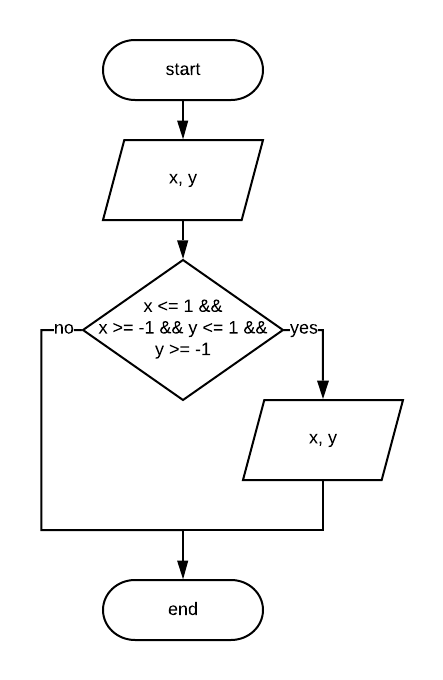 start
x, y
x <= 1 &&
x >= -1 && y <= 1 &&
y >= -1
no
yes
x, y
end